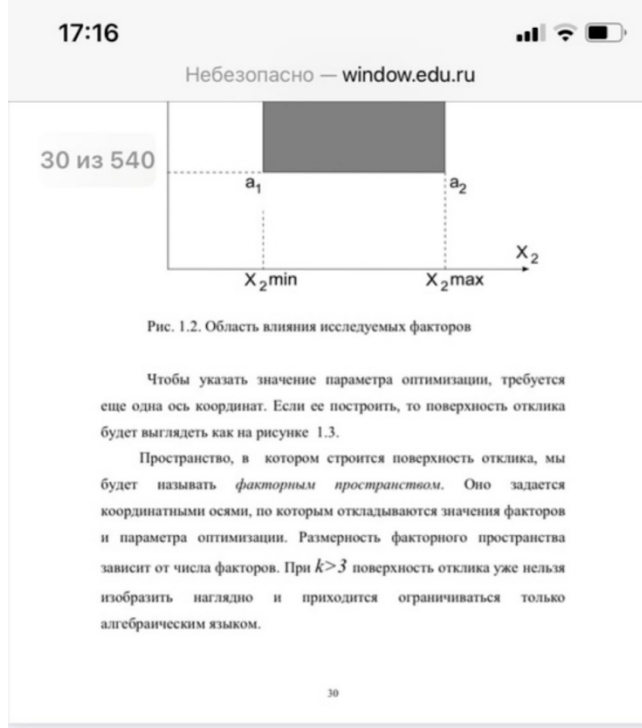 17:16
Небезопасно — window.edu.ru
30 из 540
a1
a2
X2
X2min
X2max
Рис. 1.2. Область влияния исследуемых факторов
Чтобы указать значение параметра оптимизации, требуется
еще одна ось координат. Если ее построить, то поверхность отклика
будет выглядеть как на рисунке 1.3.
Пространство, в котором строится поверхность отклика, мы
будет называть факторным пространством. Оно задается
координатными осями, по которым откладываются значения факторов
и параметра оптимизации. Размерность факторного пространства
зависит от числа факторов. При k>3 поверхность отклика уже нельзя
изобразить наглядно и приходится ограничиваться только
алгебраическим языком.
30